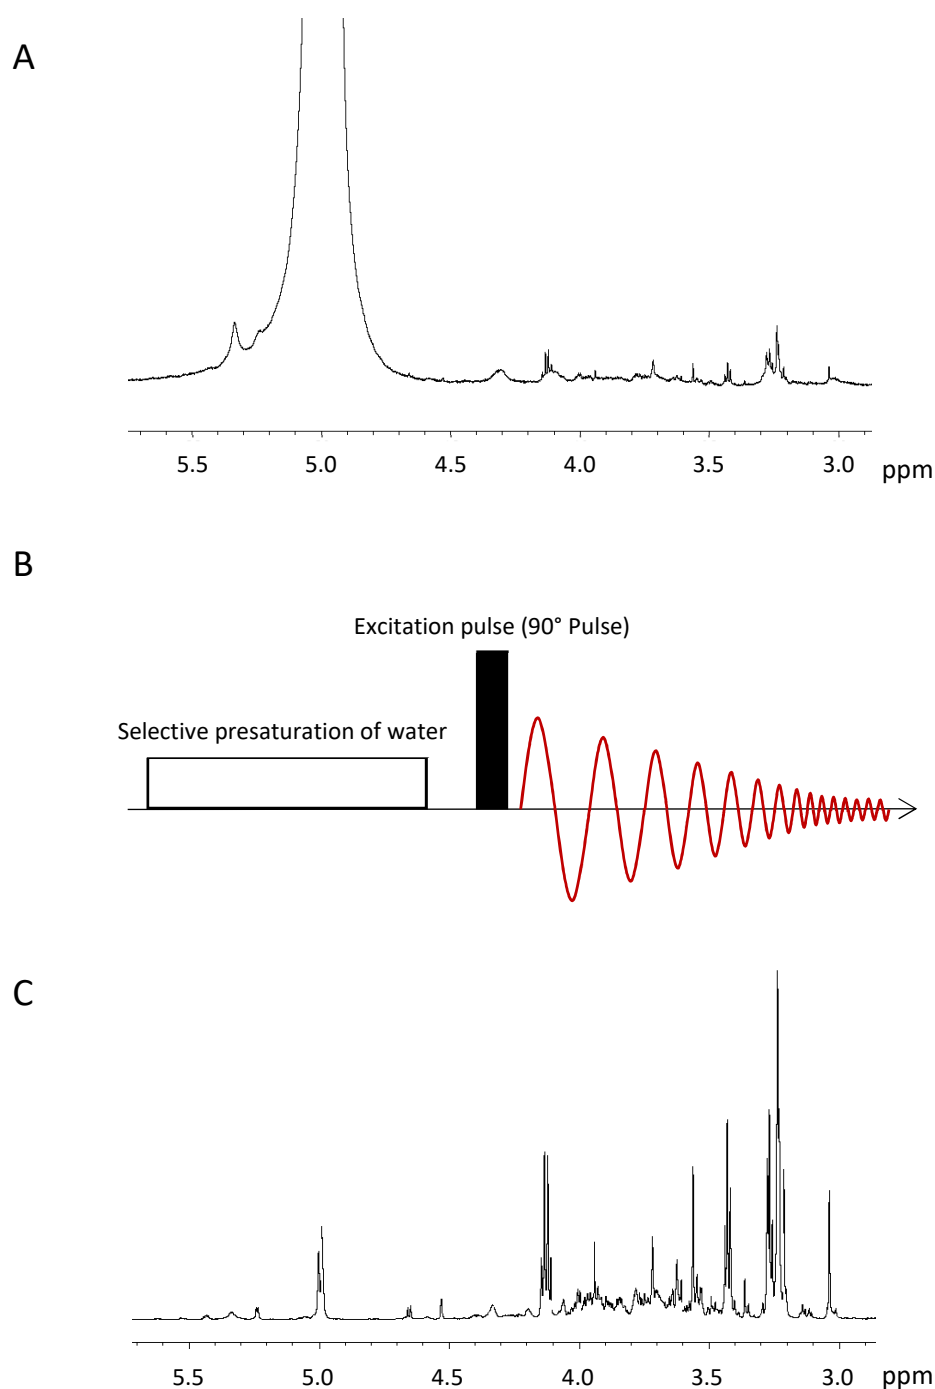 A
5.5 5.0 4.5 4.0 3.5 3.0 ppm
B
Excitation pulse (90° Pulse)
Selective presaturation of water
C
5.5 5.0 4.5 4.0 3.5 3.0 ppm